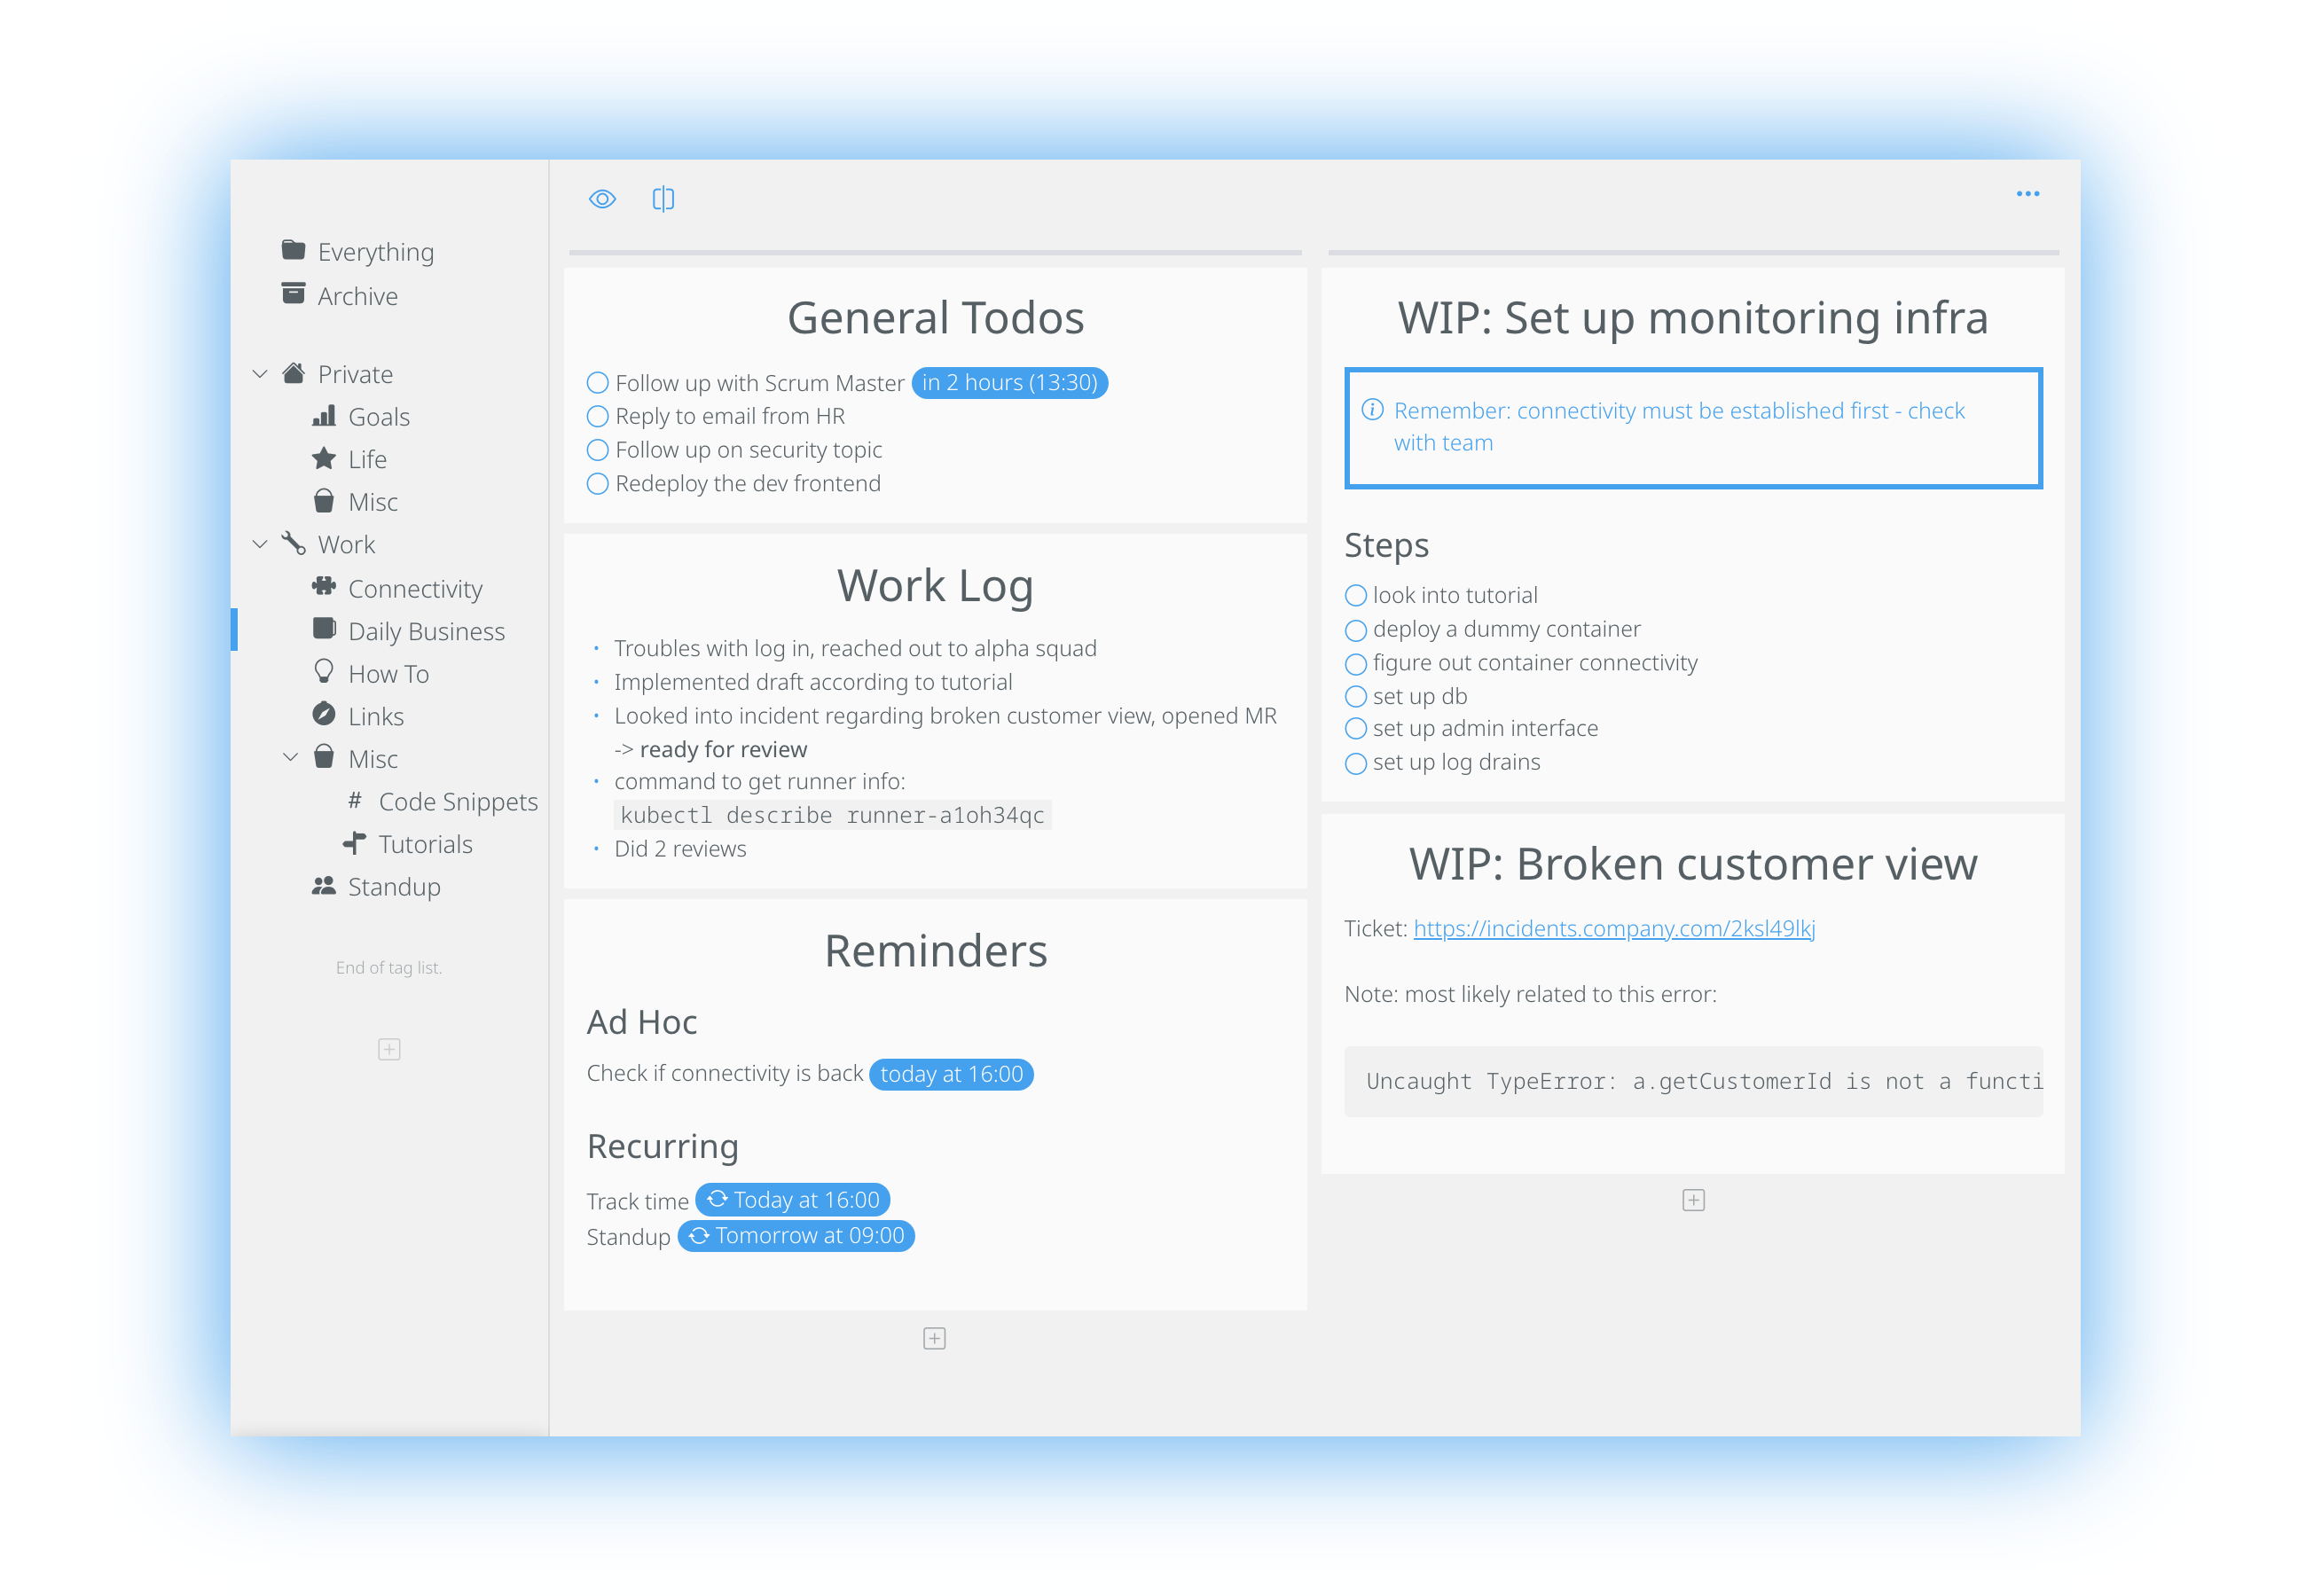 Everything
Archive
Private
Goals
Life
Misc
Work
Connectivity
Daily Business
How To
Links
Misc
# Code Snippets
Tutorials
Standup
End of tag list.
General Todos
Follow up with Scrum Master in 2 hours (13:30)
Reply to email from HR
Follow up on security topic
Redeploy the dev frontend
Work Log
• Troubles with log in, reached out to alpha squad
• Implemented draft according to tutorial
• Looked into incident regarding broken customer view, opened MR
-> ready for review
• command to get runner info:
kubectl describe runner-a1oh34qc
• Did 2 reviews
Reminders
Ad Hoc
Check if connectivity is back today at 16:00
Recurring
Track time Today at 16:00
Standup Tomorrow at 09:00
WIP: Set up monitoring infra
Remember: connectivity must be established first - check
with team
Steps
look into tutorial
deploy a dummy container
figure out container connectivity
set up db
set up admin interface
set up log drains
WIP: Broken customer view
Ticket: https://incidents.company.com/2ksl49lkj
Note: most likely related to this error:
Uncaught TypeError: a.getCustomerId is not a functi